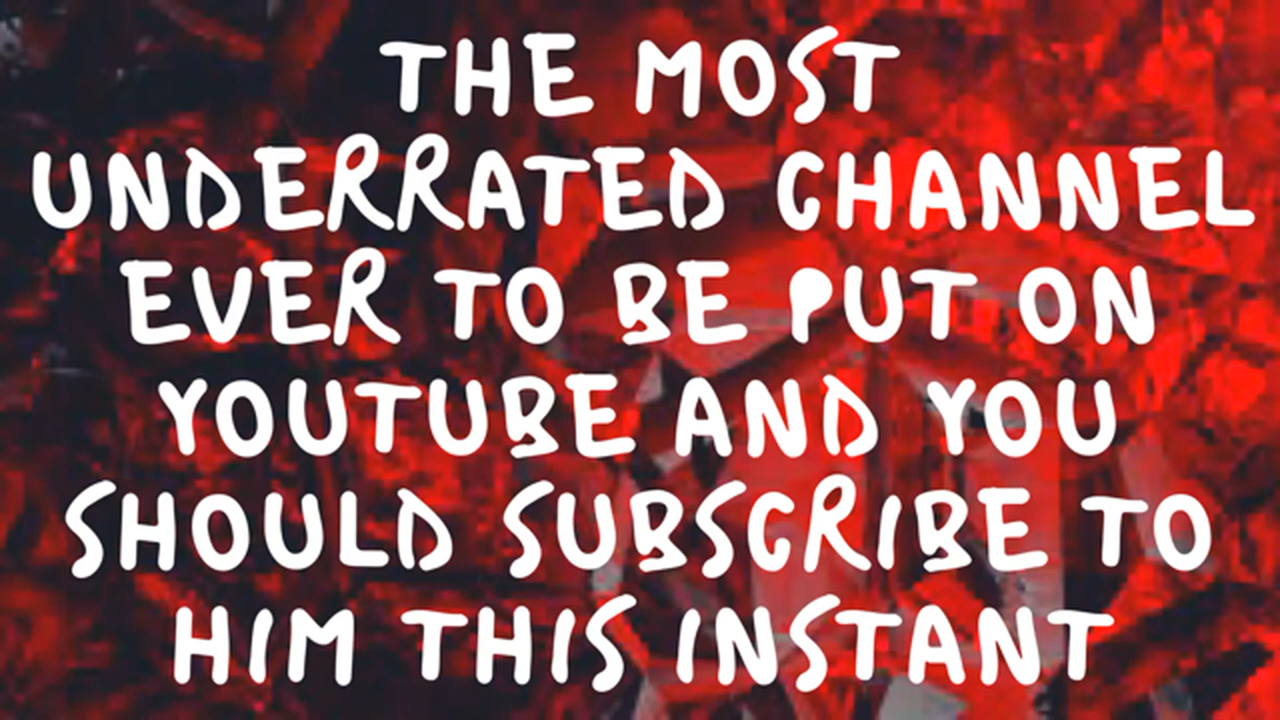 THE MOST
UNDERRATED CHANNEL
EVER TO BE PUT ON
YOUTUBE AND YOU
SHOULD SUBSCRIBE TO
HIM THIS INSTANT